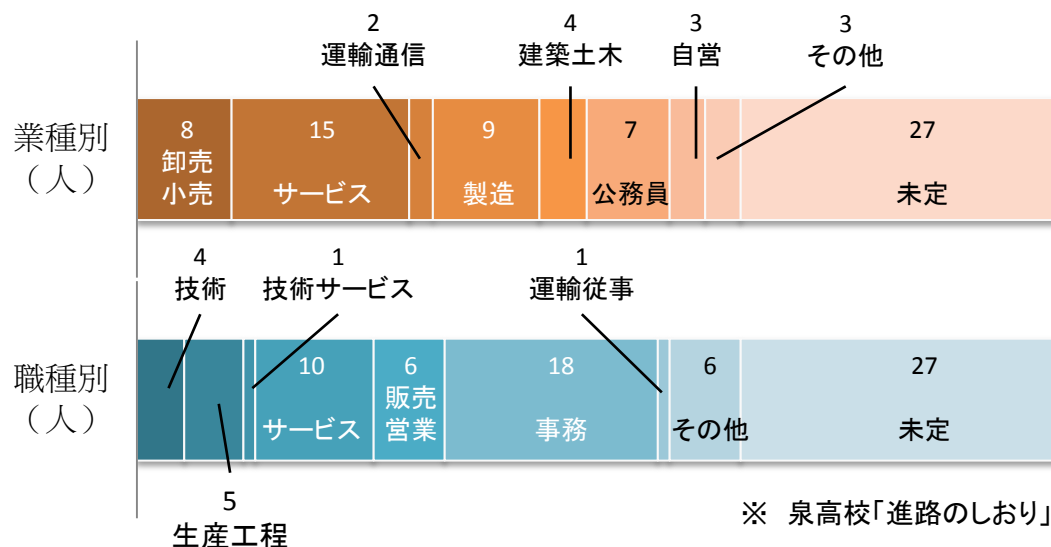 2
運輸通信
4
建築土木
3
自営
3
その他
業種別
（人）
8
卸売
小売
15
サービス
9
製造
7
公務員
27
未定
4
技術
1
技術サービス
1
運輸従事
職種別
（人）
10
サービス
6
販売
営業
18
事務
6
その他
27
未定
5
生産工程
※　泉高校「進路のしおり」